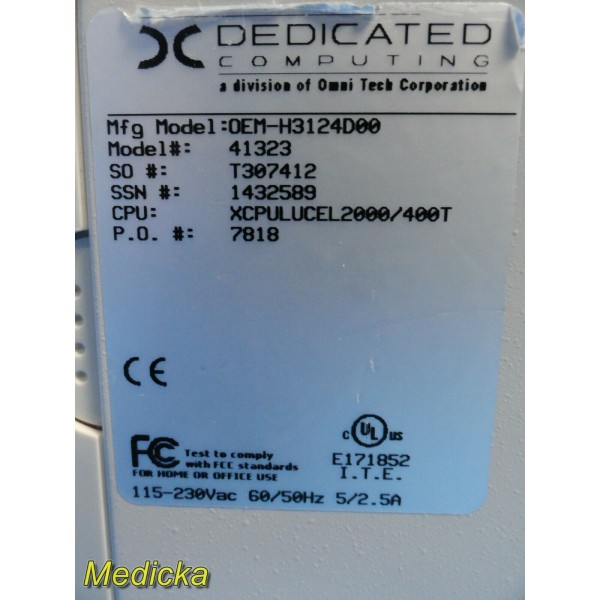 DEDICATED
COMPUTING
a division of Omni Tech Corporation
Mfg Model:OEM-H3124D00
Model#: 41323
SO #: T307412
SSN #: 1432589
CPU: XCPULUCEL2000/400T
P.O. #: 7818
CE
FC Test to comply
with FCC standards
FOR HOME OR OFFICE USE
c UL us
E171852
I.T.E.
115-230Vac 60/50Hz 5/2.5A
Medicka